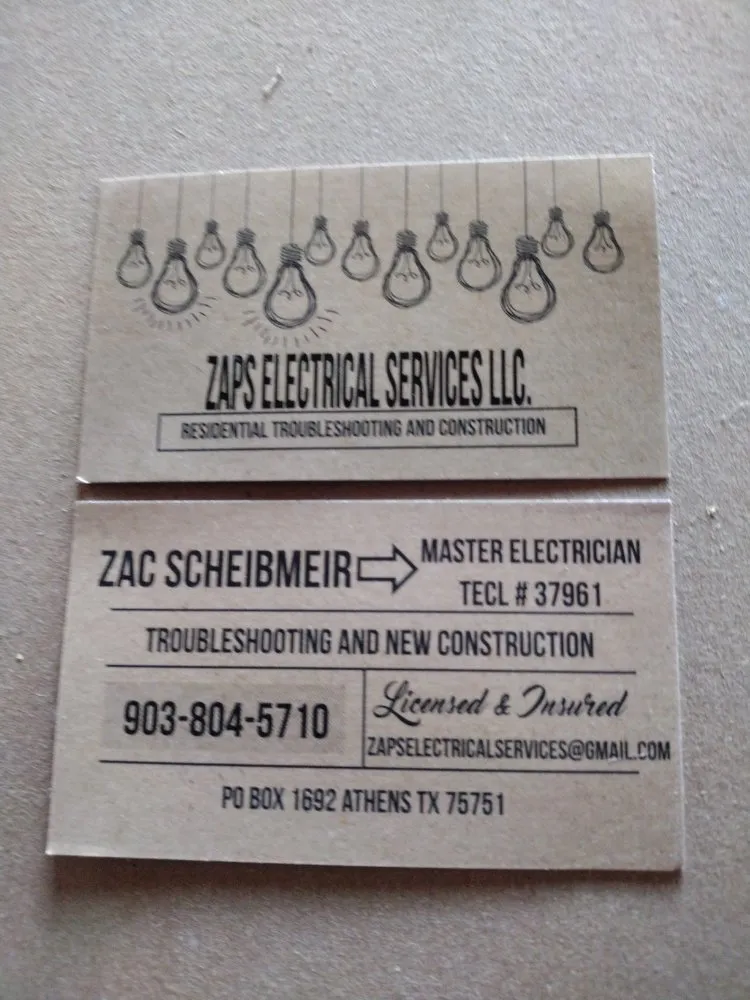 ZAPS ELECTRICAL SERVICES LLC.
RESIDENTIAL TROUBLESHOOTING AND CONSTRUCTION
ZAC SCHEIBMEIR
MASTER ELECTRICIAN
TECL # 37961
TROUBLESHOOTING AND NEW CONSTRUCTION
903-804-5710
Licensed & Insured
ZAPSELECTRICALSERVICES@GMAIL.COM
PO BOX 1692 ATHENS TX 75751